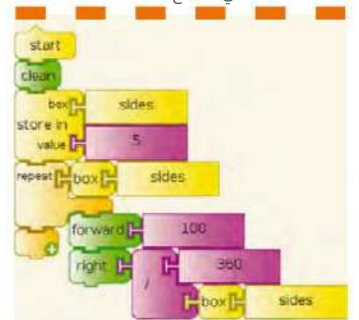 start
clean
box sides
store in
value 5
repeat box sides
forward 100
right / 360
box sides